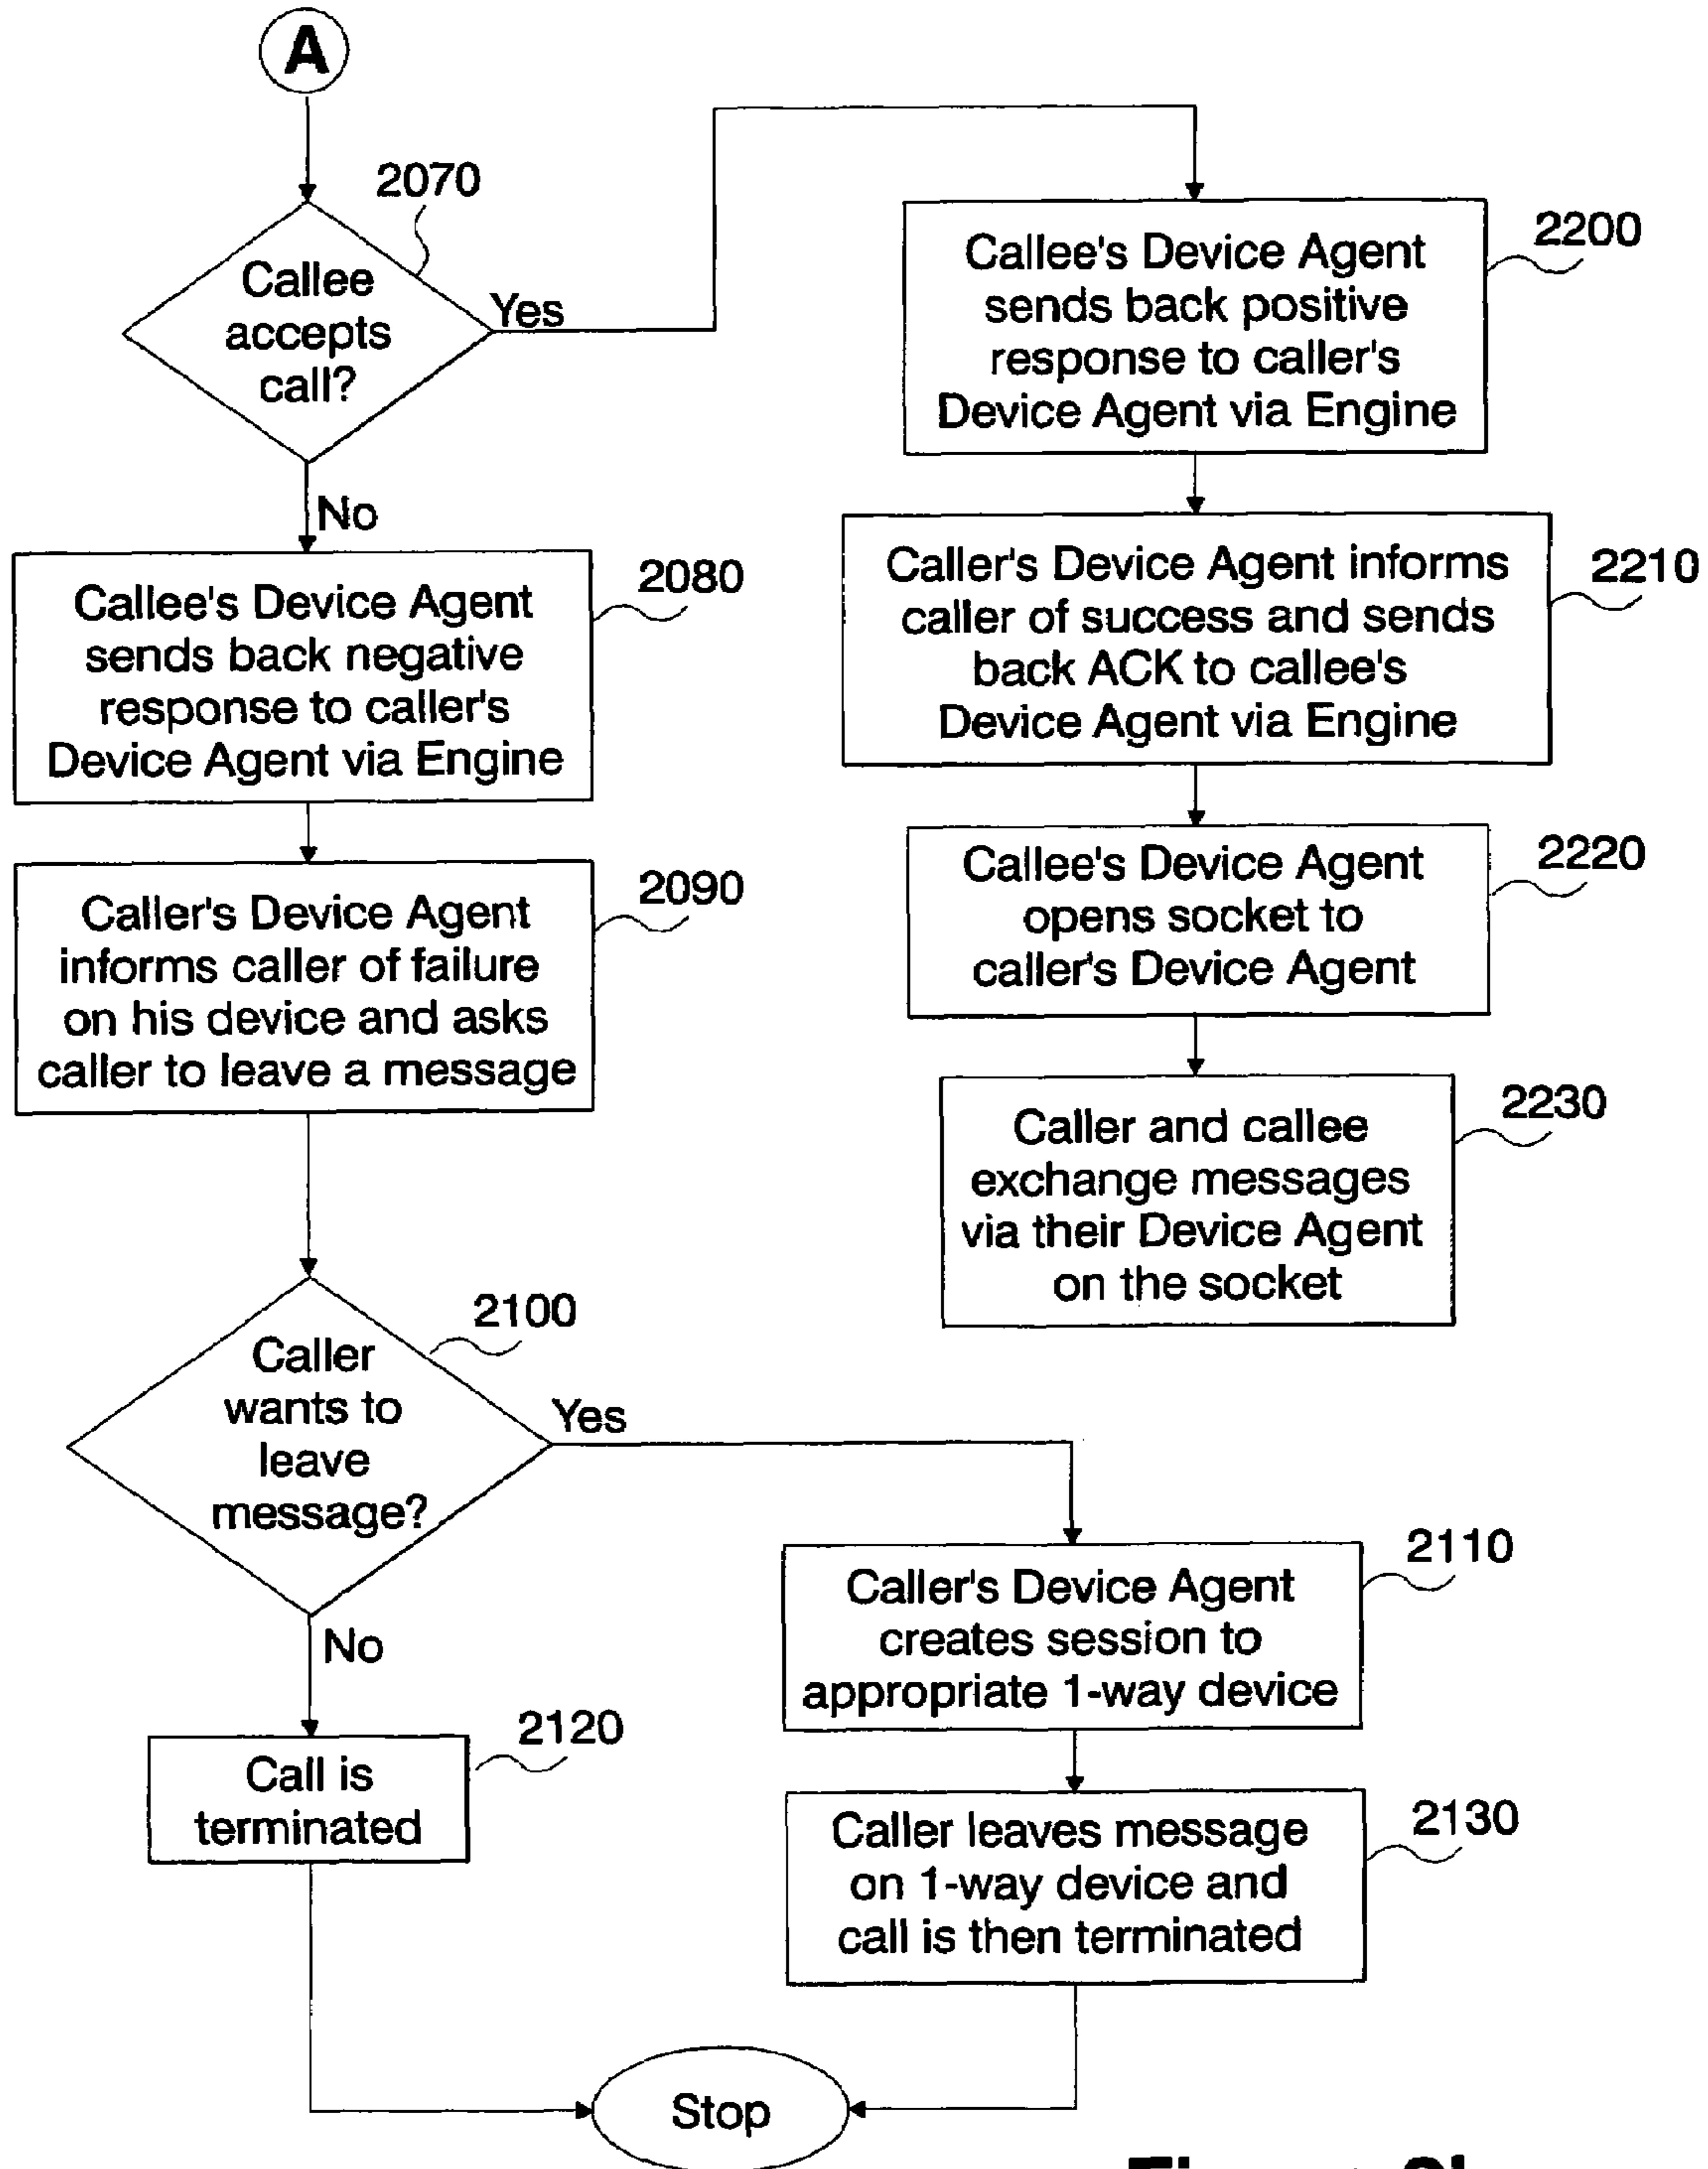 A
2070
Callee
accepts
call?
Yes
No
2200
Callee's Device Agent
sends back positive
response to caller's
Device Agent via Engine
2210
Caller's Device Agent informs
caller of success and sends
back ACK to callee's
Device Agent via Engine
2220
Callee's Device Agent
opens socket to
caller's Device Agent
2230
Caller and callee
exchange messages
via their Device Agent
on the socket
2080
Callee's Device Agent
sends back negative
response to caller's
Device Agent via Engine
2090
Caller's Device Agent
informs caller of failure
on his device and asks
caller to leave a message
2100
Caller
wants to
leave
message?
Yes
No
2110
Caller's Device Agent
creates session to
appropriate 1-way device
2120
Call is
terminated
2130
Caller leaves message
on 1-way device and
call is then terminated
Stop